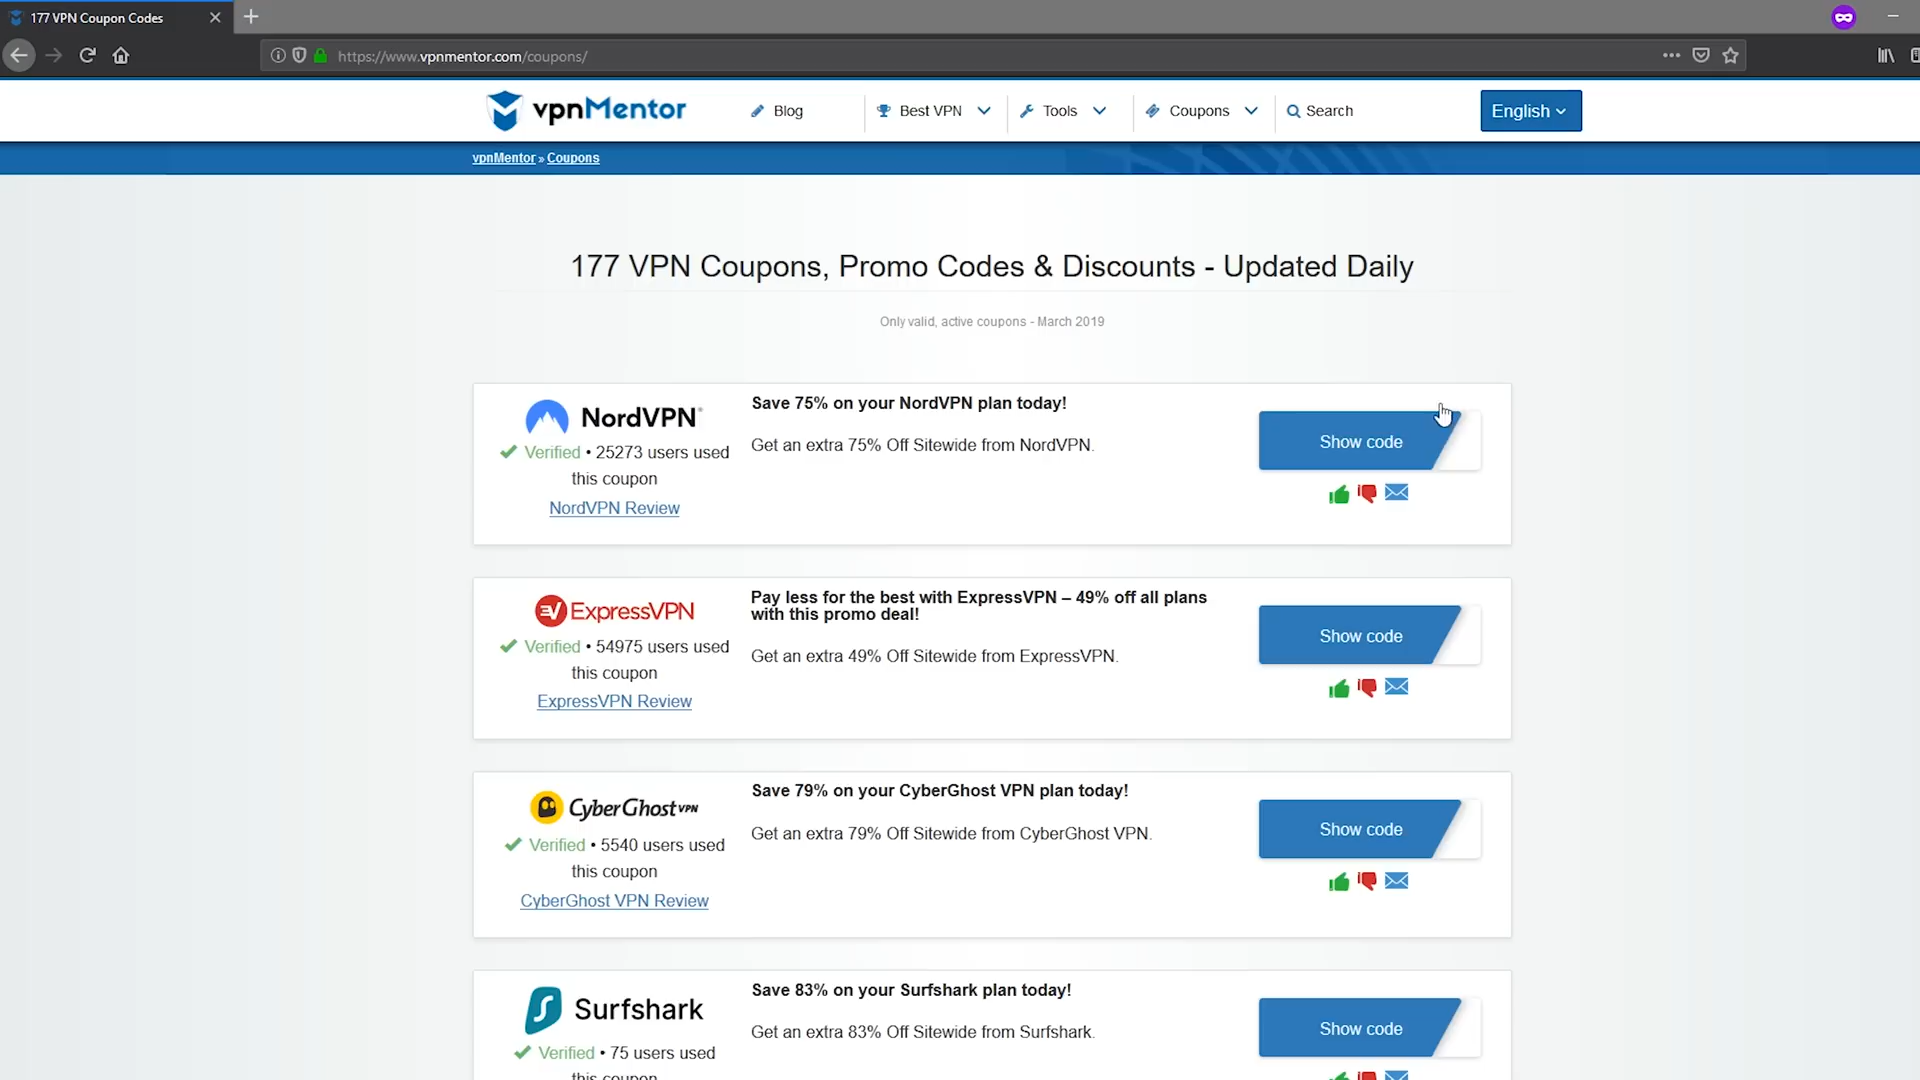 177 VPN Coupon Codes
https://www.vpnmentor.com/coupons/
vpnMentor
Blog
Best VPN
Tools
Coupons
Search
English
vpnMentor » Coupons
177 VPN Coupons, Promo Codes & Discounts - Updated Daily
Only valid, active coupons - March 2019
NordVPN®
Verified • 25273 users used
this coupon
NordVPN Review
Save 75% on your NordVPN plan today!
Get an extra 75% Off Sitewide from NordVPN.
Show code
ExpressVPN
Verified • 54975 users used
this coupon
ExpressVPN Review
Pay less for the best with ExpressVPN – 49% off all plans
with this promo deal!
Get an extra 49% Off Sitewide from ExpressVPN.
Show code
CyberGhost VPN
Verified • 5540 users used
this coupon
CyberGhost VPN Review
Save 79% on your CyberGhost VPN plan today!
Get an extra 79% Off Sitewide from CyberGhost VPN.
Show code
Surfshark
Verified • 75 users used
this coupon
Save 83% on your Surfshark plan today!
Get an extra 83% Off Sitewide from Surfshark.
Show code